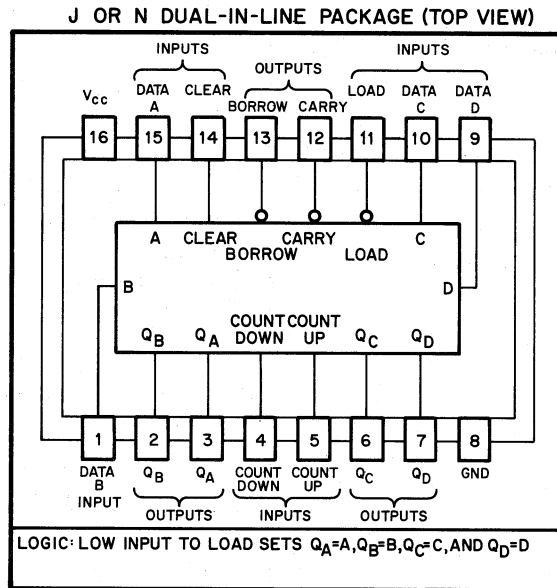 J OR N DUAL-IN-LINE PACKAGE (TOP VIEW)
INPUTS OUTPUTS INPUTS
VCC DATA A CLEAR BORROW CARRY LOAD DATA C DATA D
16 15 14 13 12 11 10 9
A CLEAR BORROW CARRY LOAD C
B D
QB QA COUNT DOWN COUNT UP QC QD
1 2 3 4 5 6 7 8
DATA B INPUT QB QA COUNT DOWN COUNT UP QC QD GND
OUTPUTS INPUTS OUTPUTS
LOGIC: LOW INPUT TO LOAD SETS QA=A,QB=B,QC=C,AND QD=D